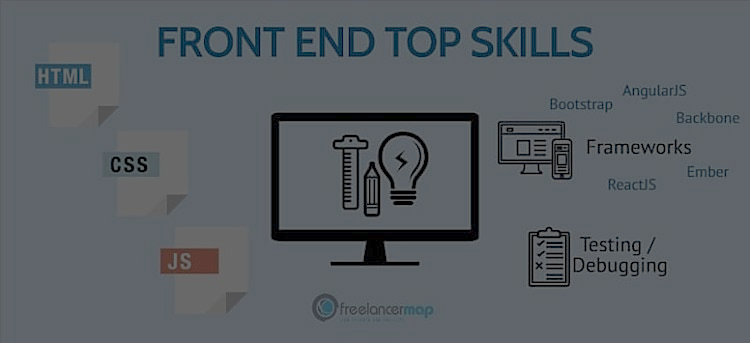 FRONT END TOP SKILLS
HTML
CSS
JS
AngularJS
Bootstrap
Backbone
Frameworks
Ember
ReactJS
Testing /
Debugging
freelancermap